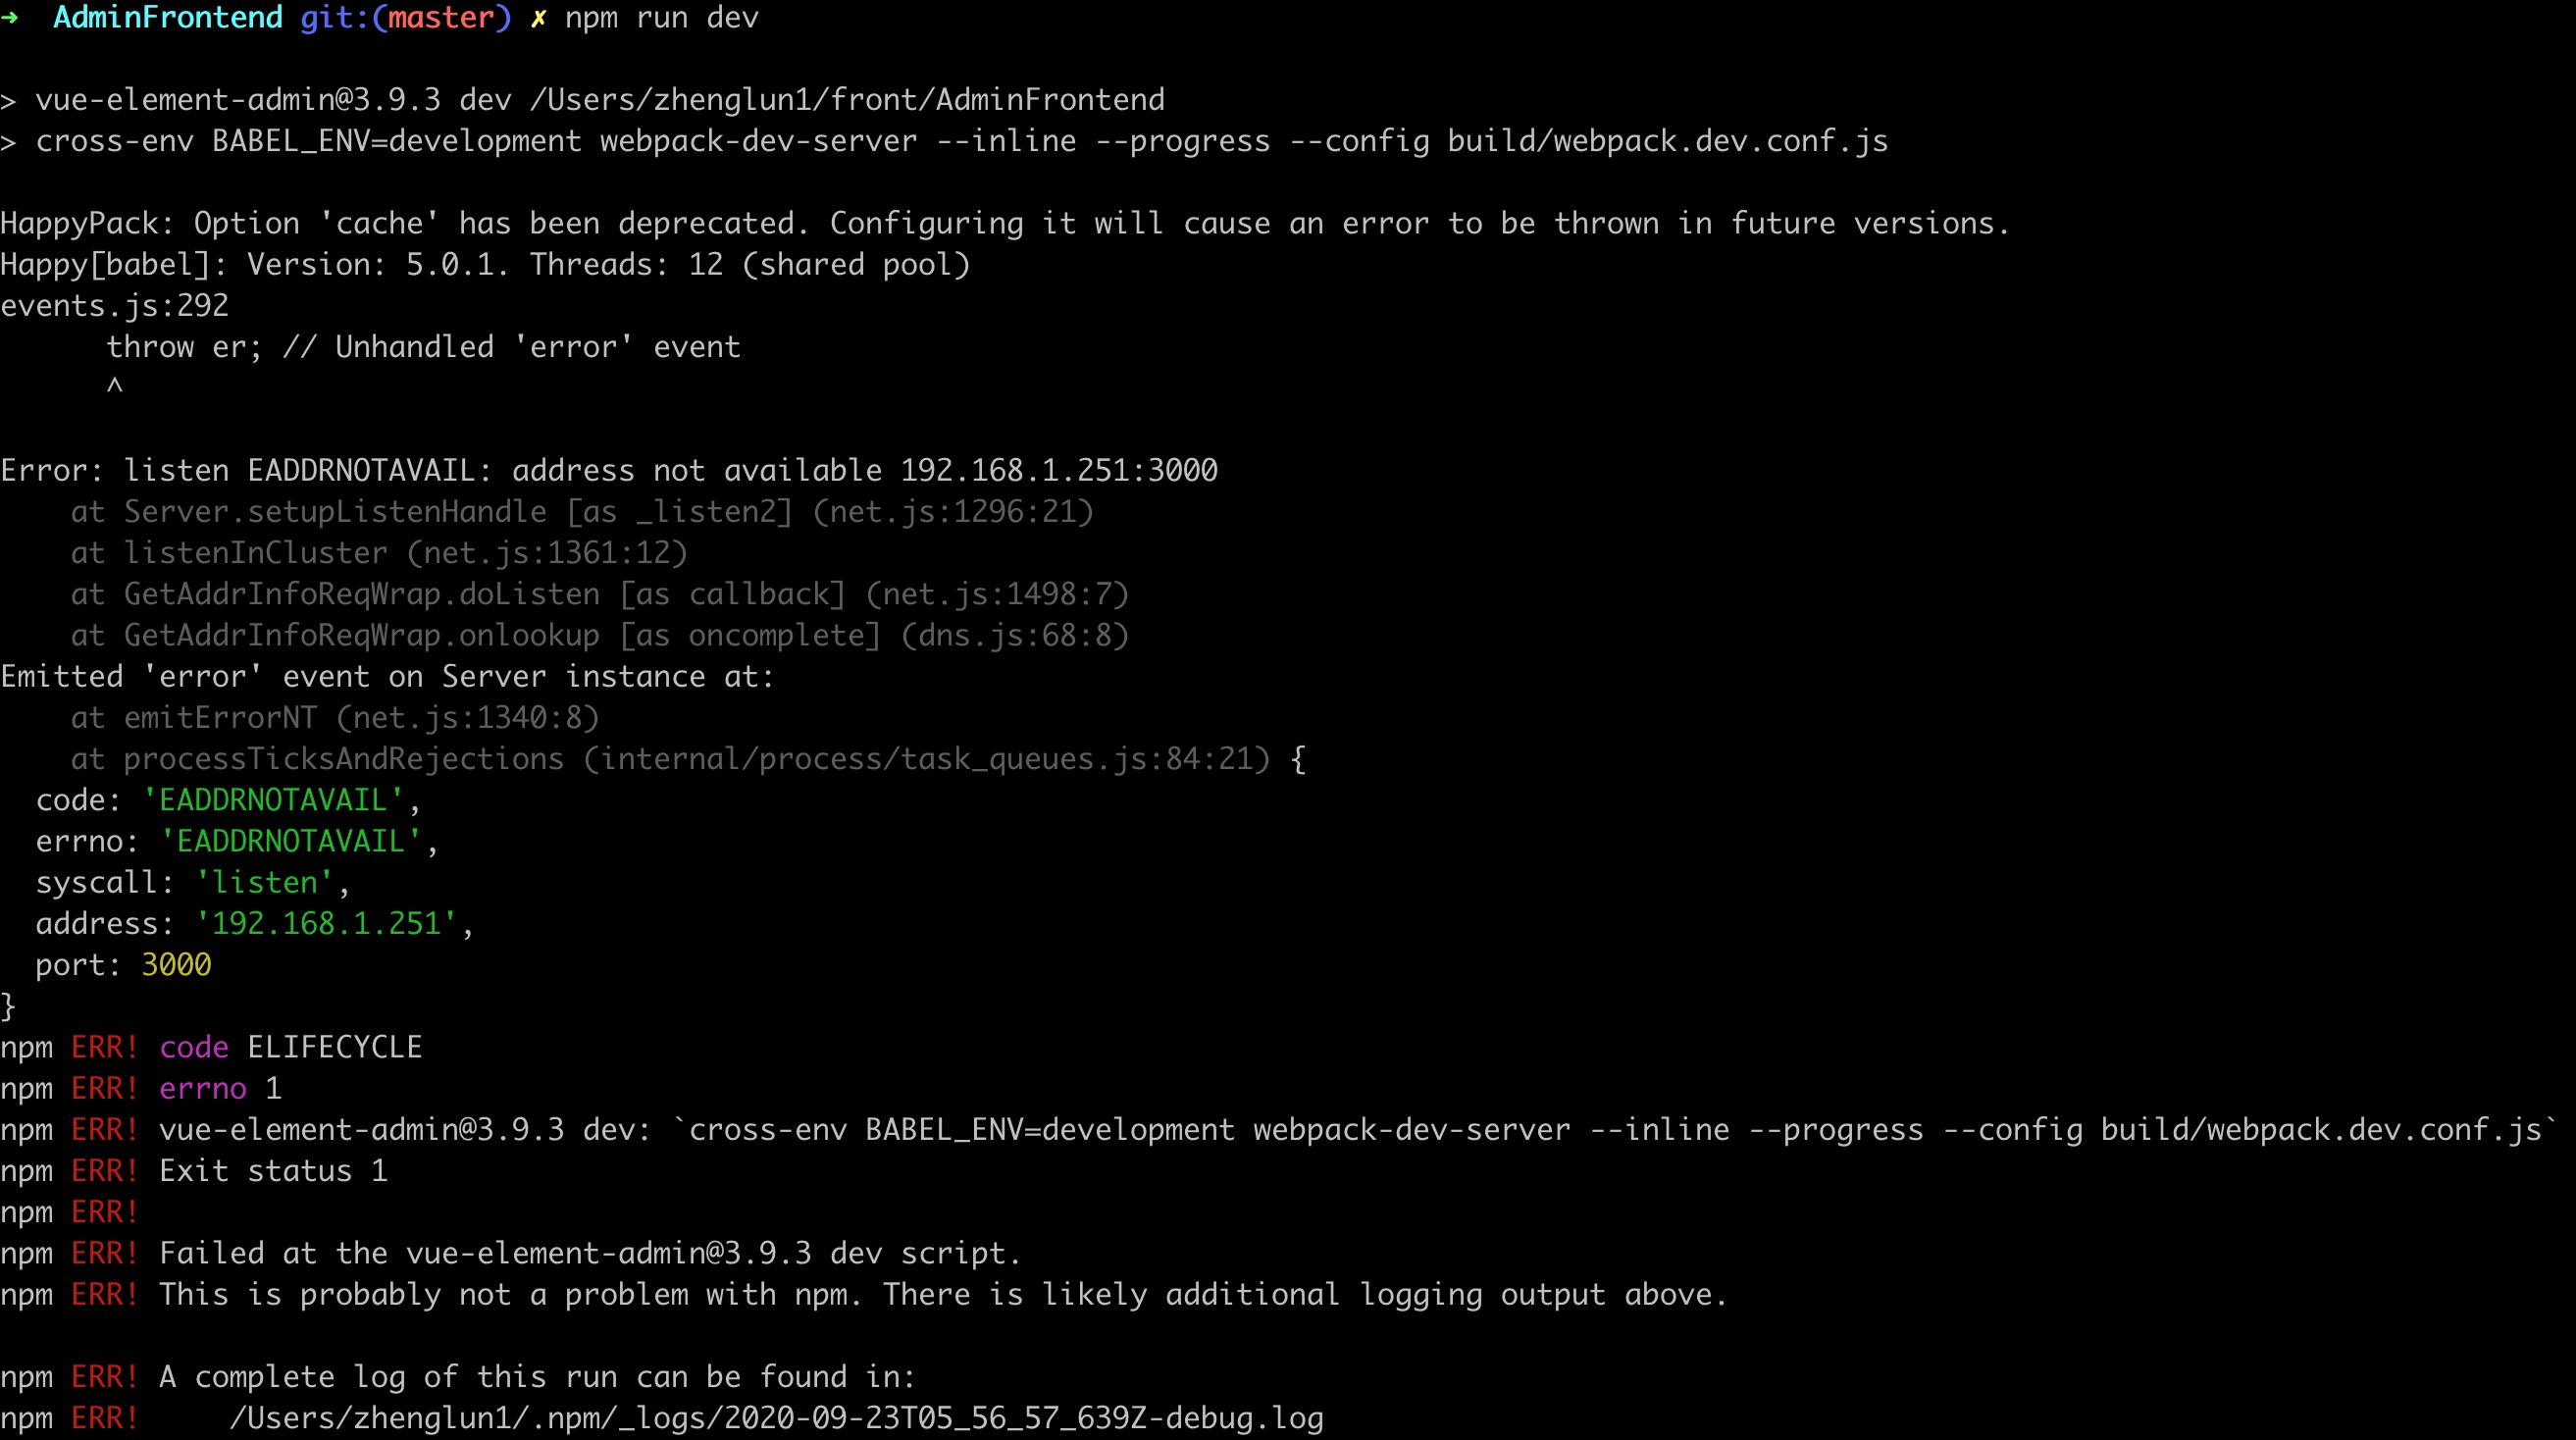 ➜  AdminFrontend git:(master) ✗ npm run dev

> vue-element-admin@3.9.3 dev /Users/zhenglun1/front/AdminFrontend
> cross-env BABEL_ENV=development webpack-dev-server --inline --progress --config build/webpack.dev.conf.js

HappyPack: Option 'cache' has been deprecated. Configuring it will cause an error to be thrown in future versions.
Happy[babel]: Version: 5.0.1. Threads: 12 (shared pool)
events.js:292
      throw er; // Unhandled 'error' event
      ^

Error: listen EADDRNOTAVAIL: address not available 192.168.1.251:3000
    at Server.setupListenHandle [as _listen2] (net.js:1296:21)
    at listenInCluster (net.js:1361:12)
    at GetAddrInfoReqWrap.doListen [as callback] (net.js:1498:7)
    at GetAddrInfoReqWrap.onlookup [as oncomplete] (dns.js:68:8)
Emitted 'error' event on Server instance at:
    at emitErrorNT (net.js:1340:8)
    at processTicksAndRejections (internal/process/task_queues.js:84:21) {
  code: 'EADDRNOTAVAIL',
  errno: 'EADDRNOTAVAIL',
  syscall: 'listen',
  address: '192.168.1.251',
  port: 3000
}
npm ERR! code ELIFECYCLE
npm ERR! errno 1
npm ERR! vue-element-admin@3.9.3 dev: `cross-env BABEL_ENV=development webpack-dev-server --inline --progress --config build/webpack.dev.conf.js`
npm ERR! Exit status 1
npm ERR!
npm ERR! Failed at the vue-element-admin@3.9.3 dev script.
npm ERR! This is probably not a problem with npm. There is likely additional logging output above.

npm ERR! A complete log of this run can be found in:
npm ERR!     /Users/zhenglun1/.npm/_logs/2020-09-23T05_56_57_639Z-debug.log